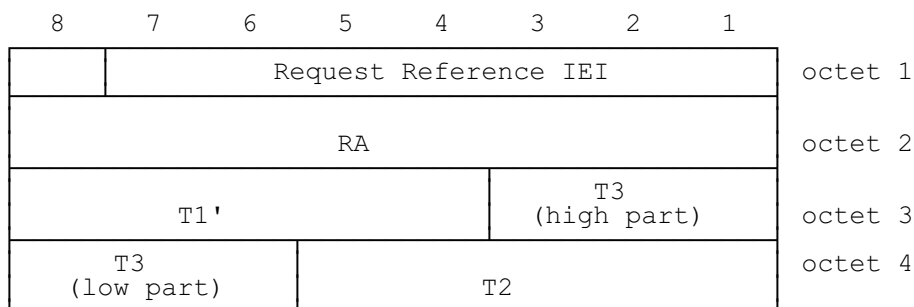 8 7 6 5 4 3 2 1
Request Reference IEI octet 1
RA octet 2
T3
T1' (high part) octet 3
T3 octet 4
(low part) T2